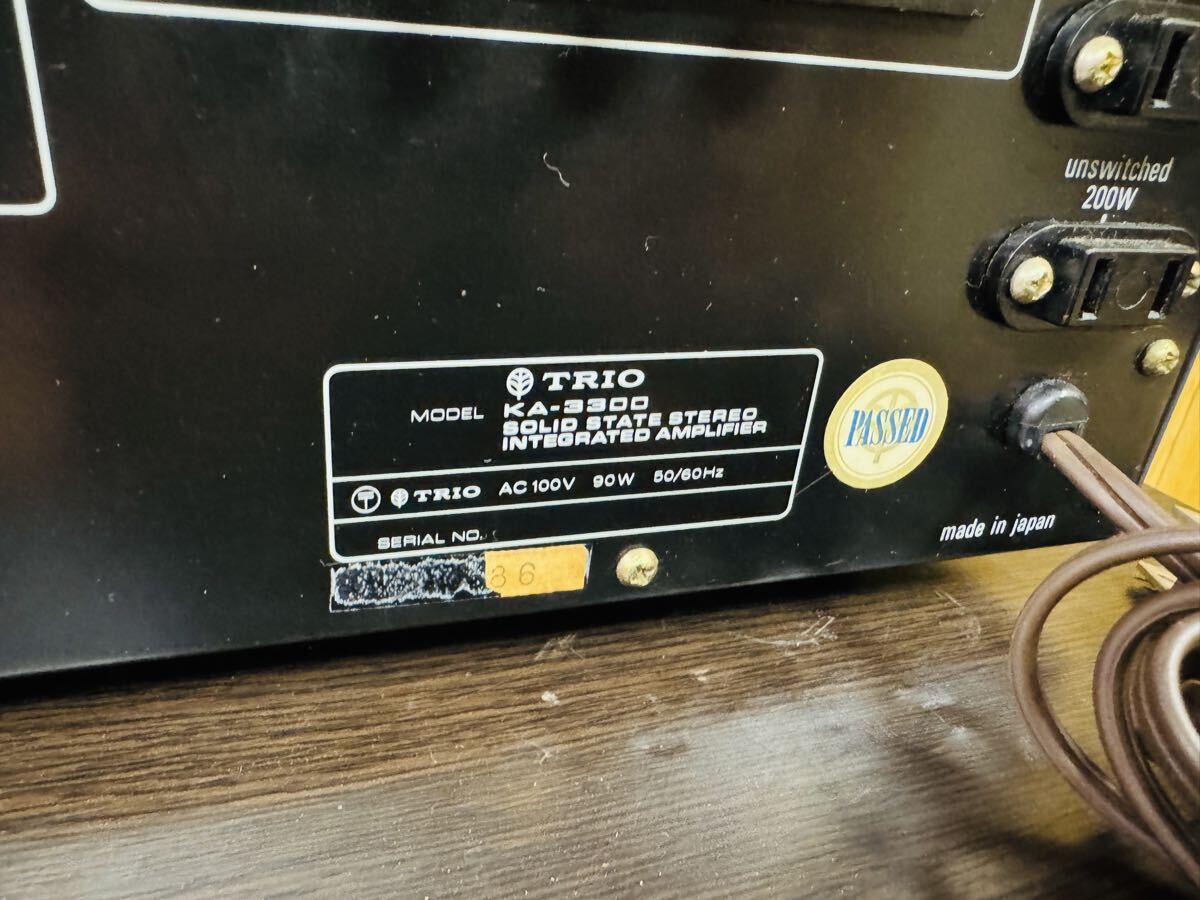 unswitched
200W
TRIO
MODEL KA-3300
SOLID STATE STEREO
INTEGRATED AMPLIFIER
T TRIO AC 100V 90W 50/60Hz
SERIAL NO.
86
PASSED
made in japan